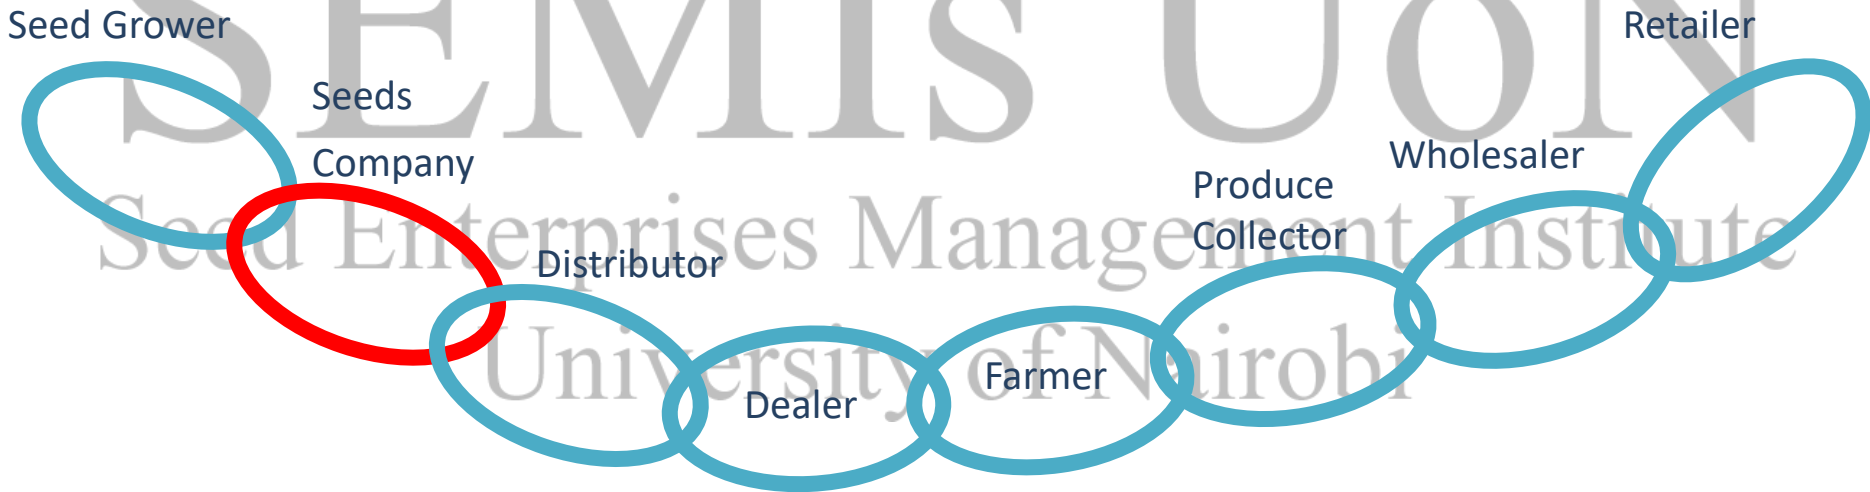 SEMIs UoN
Seed Enterprises Management Institute
University of Nairobi
Seed Grower
Seeds
Company
Distributor
Dealer
Farmer
Produce
Collector
Wholesaler
Retailer